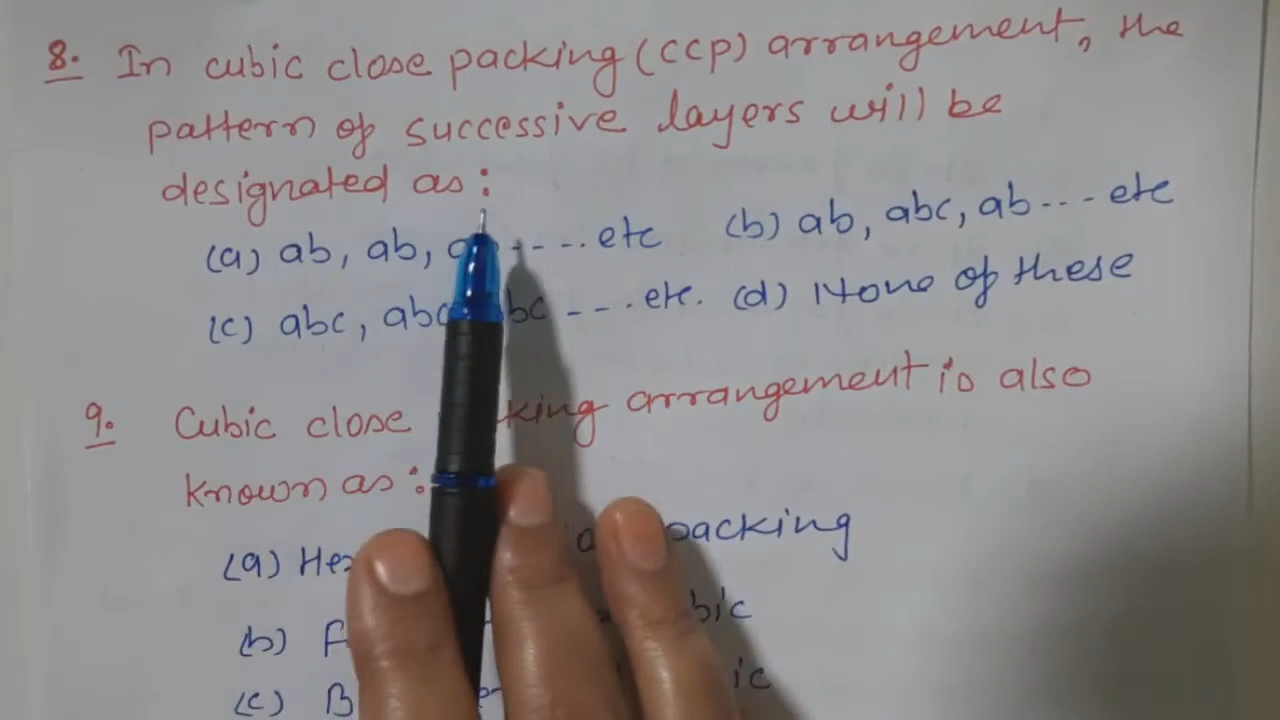 8. In cubic close packing (ccp) arrangement, the
pattern of successive layers will be
designated as:
(a) ab, ab, ---- etc (b) ab, abc, ab --- etc
(c) abc, abc --- etc. (d) None of these
9. Cubic close arrangement is also
known as:
(a) packing
(b)
(c)